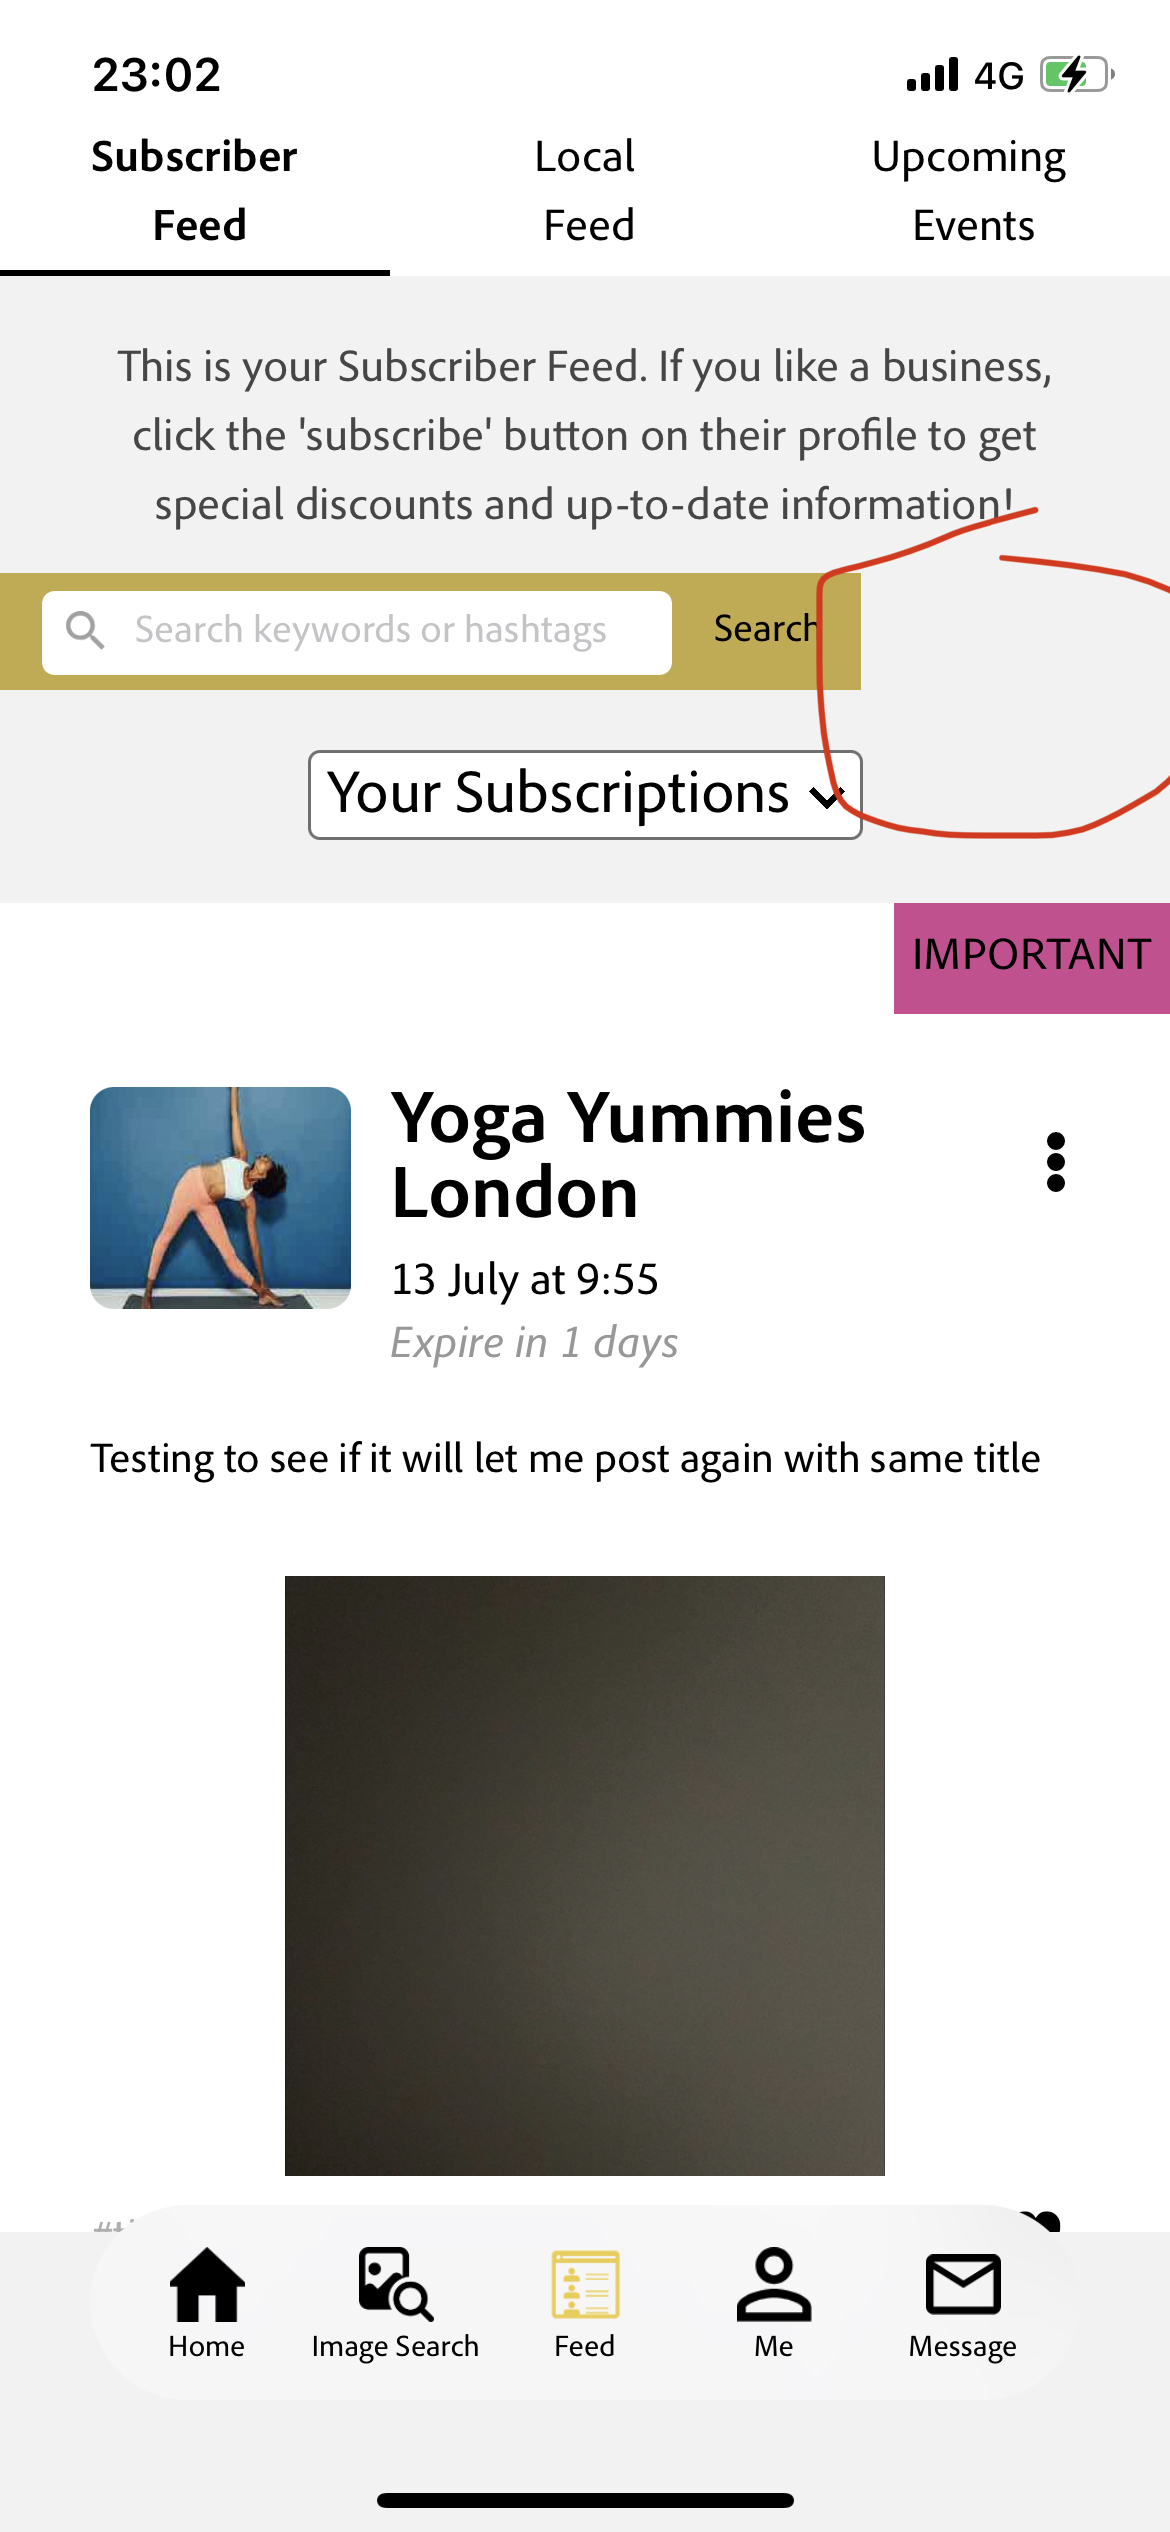 23:02
4G
Subscriber
Feed
Local
Feed
Upcoming
Events
This is your Subscriber Feed. If you like a business,
click the 'subscribe' button on their profile to get
special discounts and up-to-date information!
Search keywords or hashtags
Search
Your Subscriptions
IMPORTANT
Yoga Yummies
London
13 July at 9:55
Expire in 1 days
Testing to see if it will let me post again with same title
Home
Image Search
Feed
Me
Message